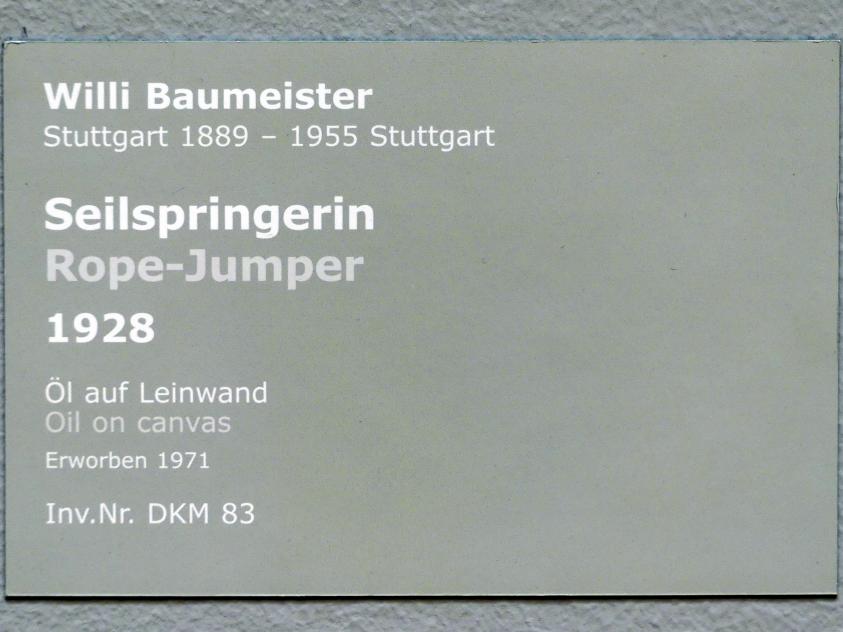 Willi Baumeister
Stuttgart 1889 – 1955 Stuttgart
Seilspringerin
Rope-Jumper
1928
Öl auf Leinwand
Oil on canvas
Erworben 1971
Inv.Nr. DKM 83